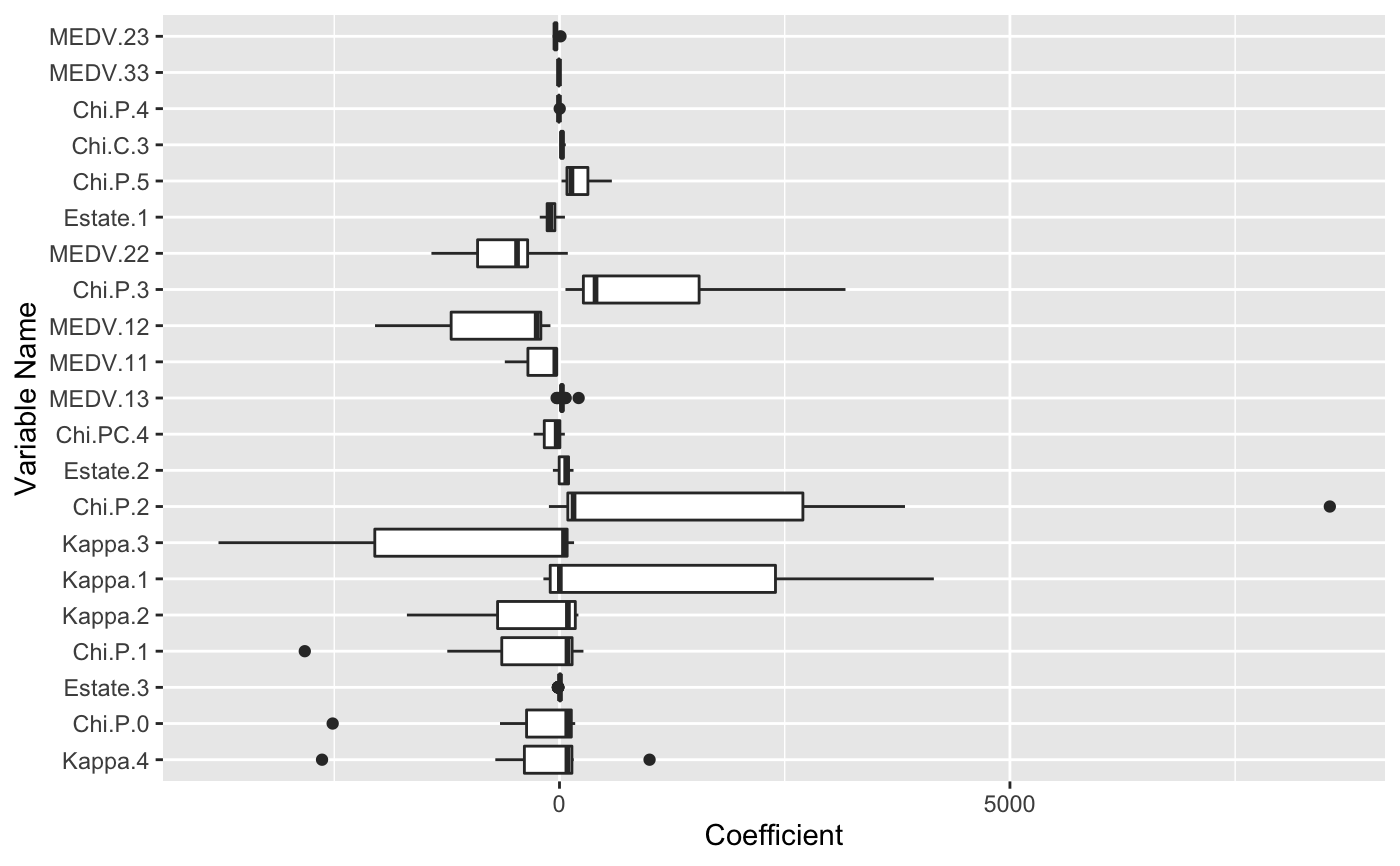 MEDV.23
MEDV.33
Chi.P.4
Chi.C.3
Chi.P.5
Estate.1
MEDV.22
Chi.P.3
MEDV.12
MEDV.11
MEDV.13
Chi.PC.4
Estate.2
Chi.P.2
Kappa.3
Kappa.1
Kappa.2
Chi.P.1
Estate.3
Chi.P.0
Kappa.4
Variable Name
0 5000
Coefficient